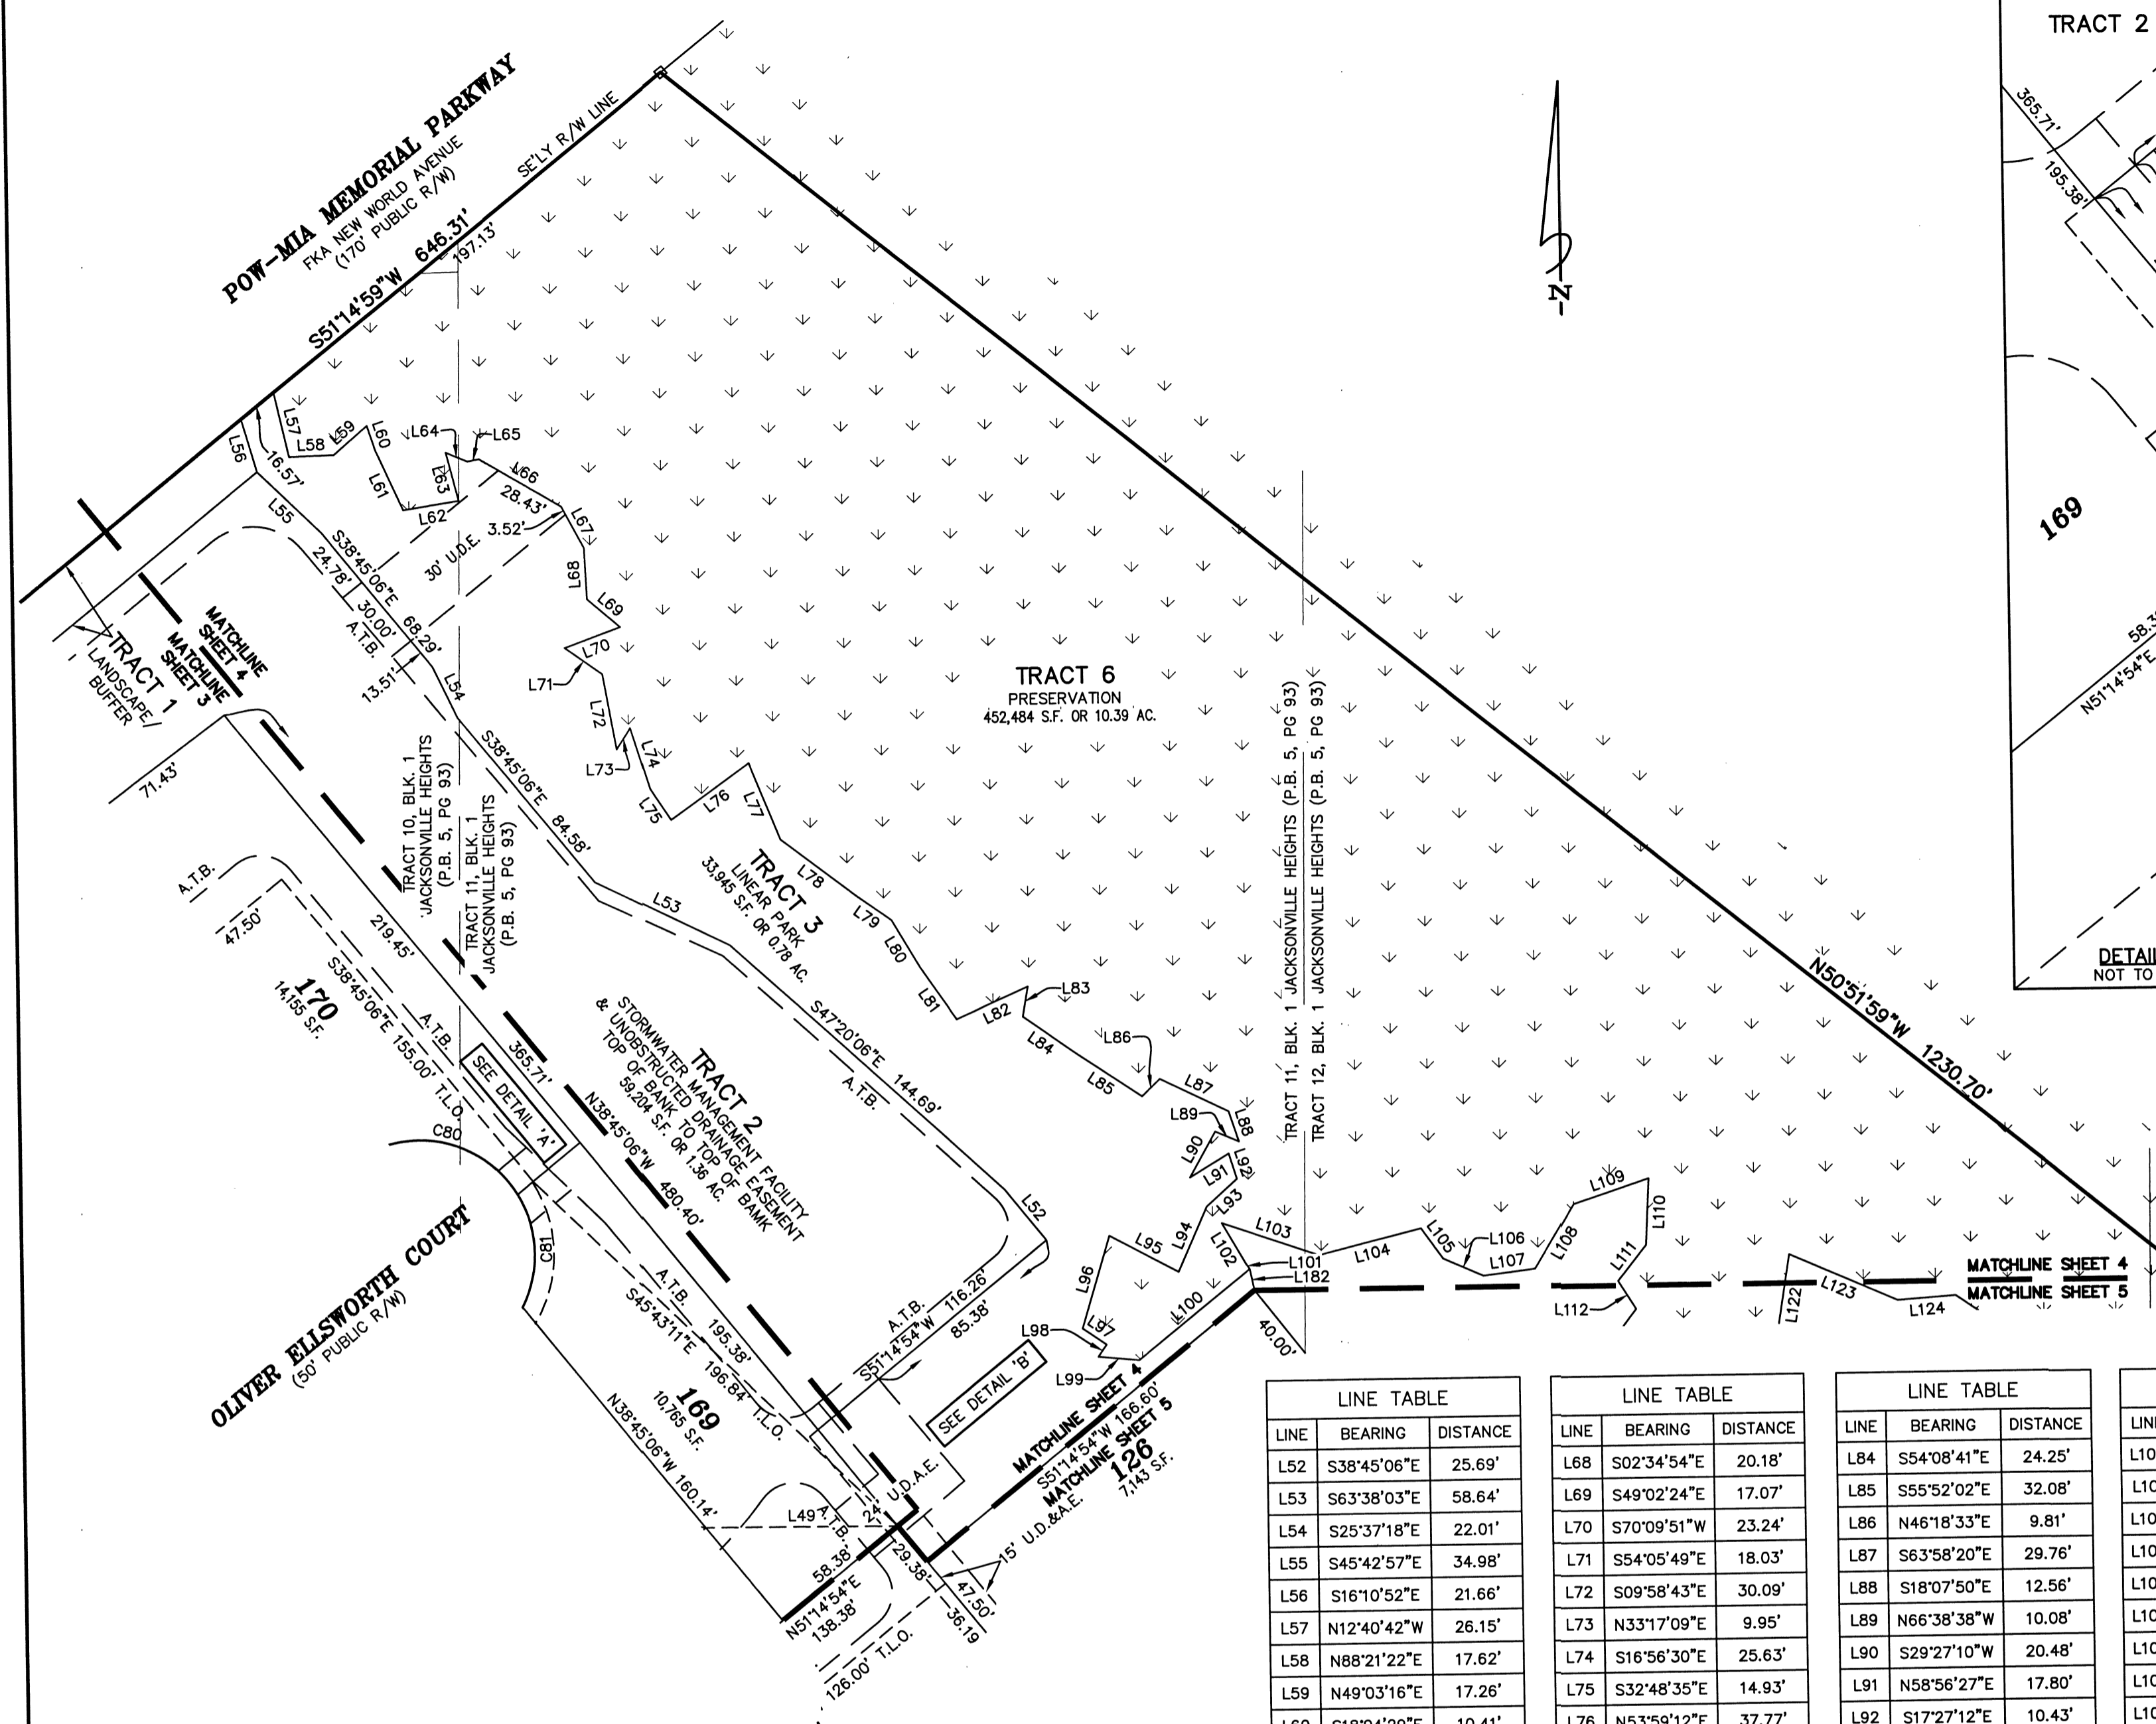 TRACT 2
365.71'
195.38'
169
58.3
N51°14'54"E
DETAIL
NOT TO
POW-MIA MEMORIAL PARKWAY
FKA NEW WORLD AVENUE
(170' PUBLIC R/W)
SE'LY R/W LINE
S51°14'59"W 646.31'
197.13'
N
L57
L58
L59
L60
L64
L65
L56
16.57'
L61
L63
L66
L62
28.43'
3.52'
L67
L55
S38°45'06"E
24.78'
30.00'
A.T.B.
68.29'
30' U.D.E.
13.51'
L54
L68
L69
L70
L71
L72
L73
L74
L75
L76
L77
L78
L79
L80
L81
L82
L83
L84
L85
L86
L87
L88
L89
L90
L91
L92
L93
L94
L95
L96
L97
L98
L99
L100
L101
L182
L102
L103
L104
L105
L106
L107
L108
L109
L110
L111
L112
L122
L123
L124
MATCHLINE
SHEET 4
MATCHLINE
SHEET 3
TRACT 1
LANDSCAPE/
BUFFER
71.43'
TRACT 6
PRESERVATION
452,484 S.F. OR 10.39 AC.
TRACT 10, BLK. 1
JACKSONVILLE HEIGHTS
(P.B. 5, PG 93)
TRACT 11, BLK. 1
JACKSONVILLE HEIGHTS
(P.B. 5, PG 93)
TRACT 11, BLK. 1 JACKSONVILLE HEIGHTS (P.B. 5, PG 93)
TRACT 12, BLK. 1 JACKSONVILLE HEIGHTS (P.B. 5, PG 93)
N50°51'59"W 1230.70'
S38°45'06"E 84.58'
L53
TRACT 3
LINEAR PARK
33,945 S.F. OR 0.78 AC.
A.T.B.
47.50'
219.45'
170
14,155 S.F.
S38°45'06"E 155.00' T.L.O.
A.T.B.
SEE DETAIL 'A'
365.71'
N38°45'06"W 480.40'
TRACT 2
STORMWATER MANAGEMENT FACILITY
& UNOBSTRUCTED DRAINAGE EASEMENT
TOP OF BANK TO TOP OF BAMK
59,204 S.F. OR 1.36 AC.
S47°20'06"E 144.69'
A.T.B.
L52
C80
C81
OLIVER ELLSWORTH COURT
(50' PUBLIC R/W)
A.T.B.
S45°43'11"E 196.84' T.L.O.
195.38'
A.T.B.
S51°14'54"W 116.26'
85.38'
SEE DETAIL 'B'
169
10,765 S.F.
N38°45'06"W 160.14'
L49
A.T.B.
24'
U.D.A.E.
58.38'
N51°14'54"E
138.38'
126.00' T.L.O.
29.38'
47.50'
36.19
15' U.D.&A.E.
MATCHLINE SHEET 4
S51°14'54"W 166.60'
MATCHLINE SHEET 5
126
7,143 S.F.
40.00'
MATCHLINE SHEET 4
MATCHLINE SHEET 5
LINE TABLE
LINE BEARING DISTANCE
L52 S38°45'06"E 25.69'
L53 S63°38'03"E 58.64'
L54 S25°37'18"E 22.01'
L55 S45°42'57"E 34.98'
L56 S16°10'52"E 21.66'
L57 N12°40'42"W 26.15'
L58 N88°21'22"E 17.62'
L59 N49°03'16"E 17.26'
LINE TABLE
LINE BEARING DISTANCE
L68 S02°34'54"E 20.18'
L69 S49°02'24"E 17.07'
L70 S70°09'51"W 23.24'
L71 S54°05'49"E 18.03'
L72 S09°58'43"E 30.09'
L73 N33°17'09"E 9.95'
L74 S16°56'30"E 25.63'
L75 S32°48'35"E 14.93'
L76 N53°59'12"E 37.77'
LINE TABLE
LINE BEARING DISTANCE
L84 S54°08'41"E 24.25'
L85 S55°52'02"E 32.08'
L86 N46°18'33"E 9.81'
L87 S63°58'20"E 29.76'
L88 S18°07'50"E 12.56'
L89 N66°38'38"W 10.08'
L90 S29°27'10"W 20.48'
L91 N58°56'27"E 17.80'
L92 S17°27'12"E 10.43'